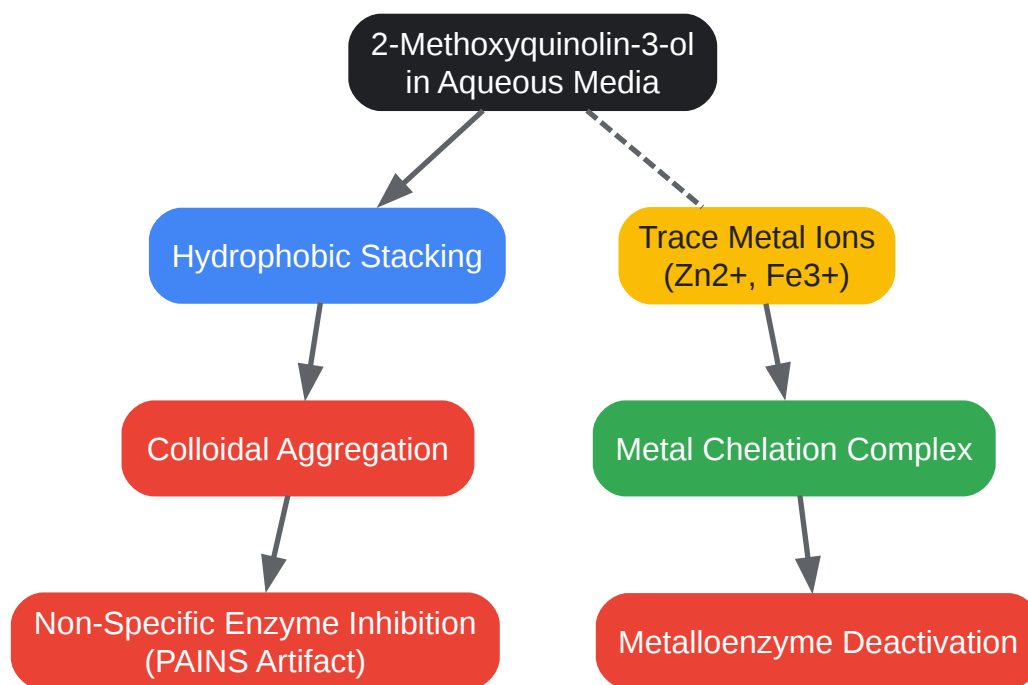 2-Methoxyquinolin-3-ol
in Aqueous Media
Hydrophobic Stacking
Trace Metal Ions
(Zn2+, Fe3+)
Colloidal Aggregation
Metal Chelation Complex
Non-Specific Enzyme Inhibition
(PAINS Artifact)
Metalloenzyme Deactivation